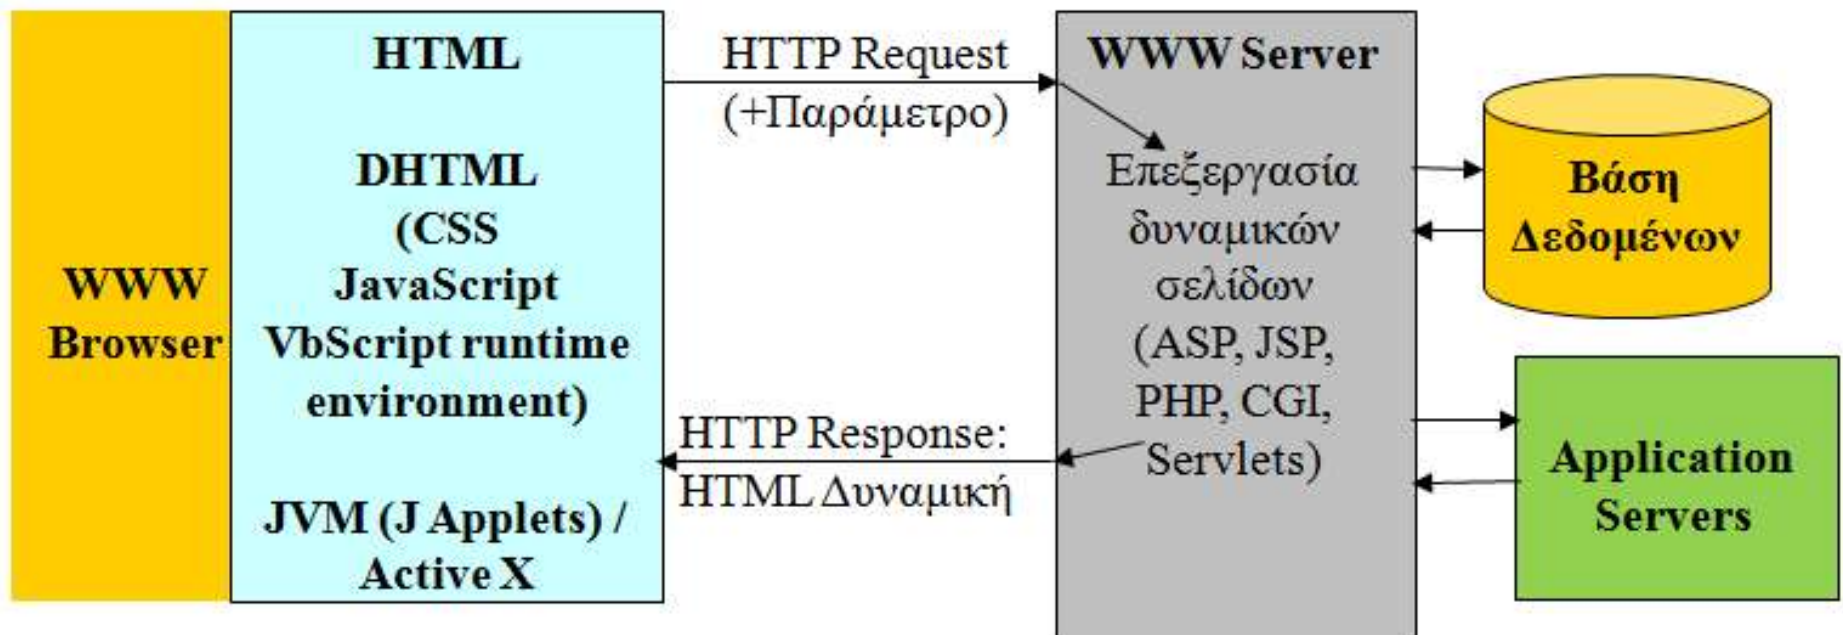 WWW
Browser
HTML
DHTML
(CSS
JavaScript
VbScript runtime
environment)
JVM (J Applets) /
Active X
HTTP Request
(+Παράμετρο)
HTTP Response:
HTML Δυναμική
WWW Server
Επεξεργασία
δυναμικών
σελίδων
(ASP, JSP,
PHP, CGI,
Servlets)
Βάση
Δεδομένων
Application
Servers